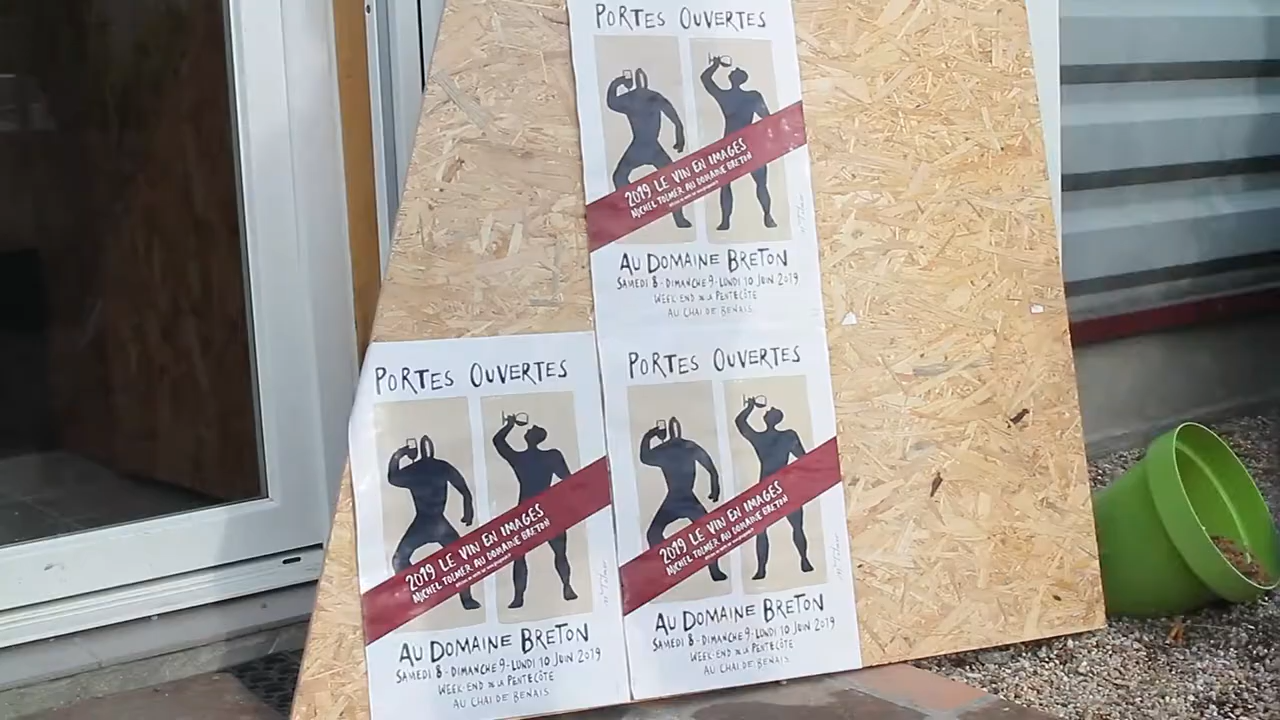 PORTES OUVERTES
2019 LE VIN EN IMAGES
MICHEL TOLMER AU DOMAINE BRETON
AU DOMAINE BRETON
SAMEDI 8 - DIMANCHE 9 - LUNDI 10 JUIN 2019
WEEK-END DE LA PENTECÔTE
AU CHAI DE BENAIS
PORTES OUVERTES
2019 LE VIN EN IMAGES
MICHEL TOLMER AU DOMAINE BRETON
AU DOMAINE BRETON
SAMEDI 8 - DIMANCHE 9 - LUNDI 10 JUIN 2019
WEEK-END DE LA PENTECÔTE
AU CHAI DE BENAIS
PORTES OUVERTES
2019 LE VIN EN IMAGES
MICHEL TOLMER AU DOMAINE BRETON
AU DOMAINE BRETON
SAMEDI 8 - DIMANCHE 9 - LUNDI 10 JUIN 2019
WEEK-END DE LA PENTECÔTE
AU CHAI DE BENAIS